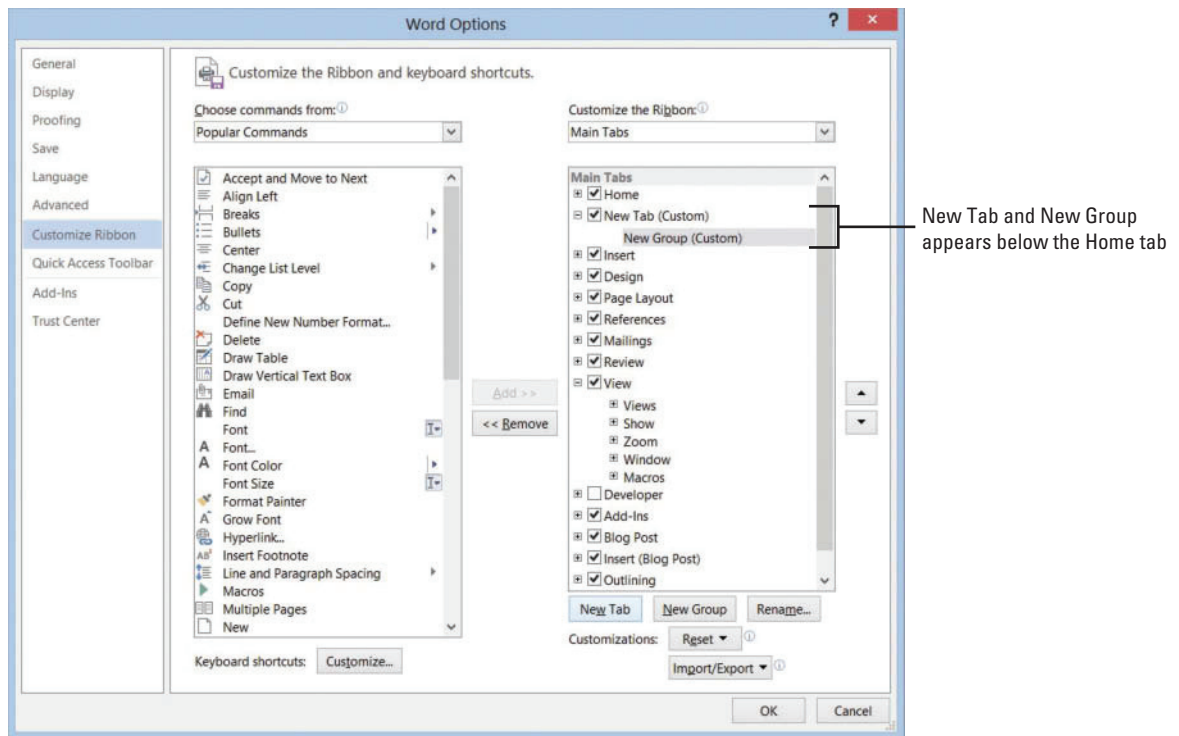 Word Options
?
×
General
Display
Proofing
Save
Language
Advanced
Customize Ribbon
Quick Access Toolbar
Add-Ins
Trust Center
Customize the Ribbon and keyboard shortcuts.
Choose commands from:
Popular Commands
Accept and Move to Next
Align Left
Breaks
Bullets
Center
Change List Level
Copy
Cut
Define New Number Format...
Delete
Draw Table
Draw Vertical Text Box
Email
Find
Font
Font...
Font Color
Font Size
Format Painter
Grow Font
Hyperlink...
Insert Footnote
Line and Paragraph Spacing
Macros
Multiple Pages
New
Keyboard shortcuts: Customize...
Add >>
<< Remove
Customize the Ribbon:
Main Tabs
Main Tabs
Home
New Tab (Custom)
New Group (Custom)
Insert
Design
Page Layout
References
Mailings
Review
View
Views
Show
Zoom
Window
Macros
Developer
Add-Ins
Blog Post
Insert (Blog Post)
Outlining
New Tab New Group Rename...
Customizations: Reset
Import/Export
OK Cancel
New Tab and New Group
appears below the Home tab